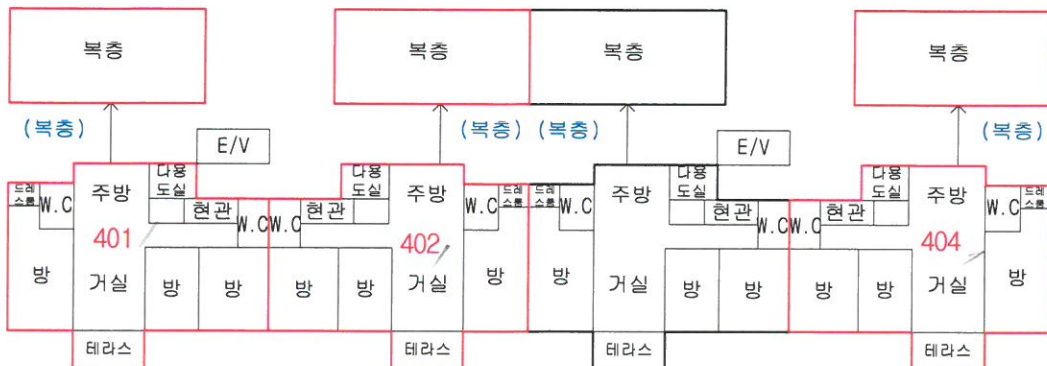 복층 복층 복층 복층
(복층) (복층) (복층) (복층)
E/V E/V
다용
도실
다용
도실
다용
도실
다용
도실
드레
스룸
W.C
주방
현관
W.C
W.C
현관
주방
W.C
드레
스룸
드레
스룸
W.C
주방
현관
W.C
W.C
현관
주방
W.C
드레
스룸
401 402 404
방 거실 방 방 방 방 거실 방 방 거실 방 방 방 방 거실 방
테라스 테라스 테라스 테라스